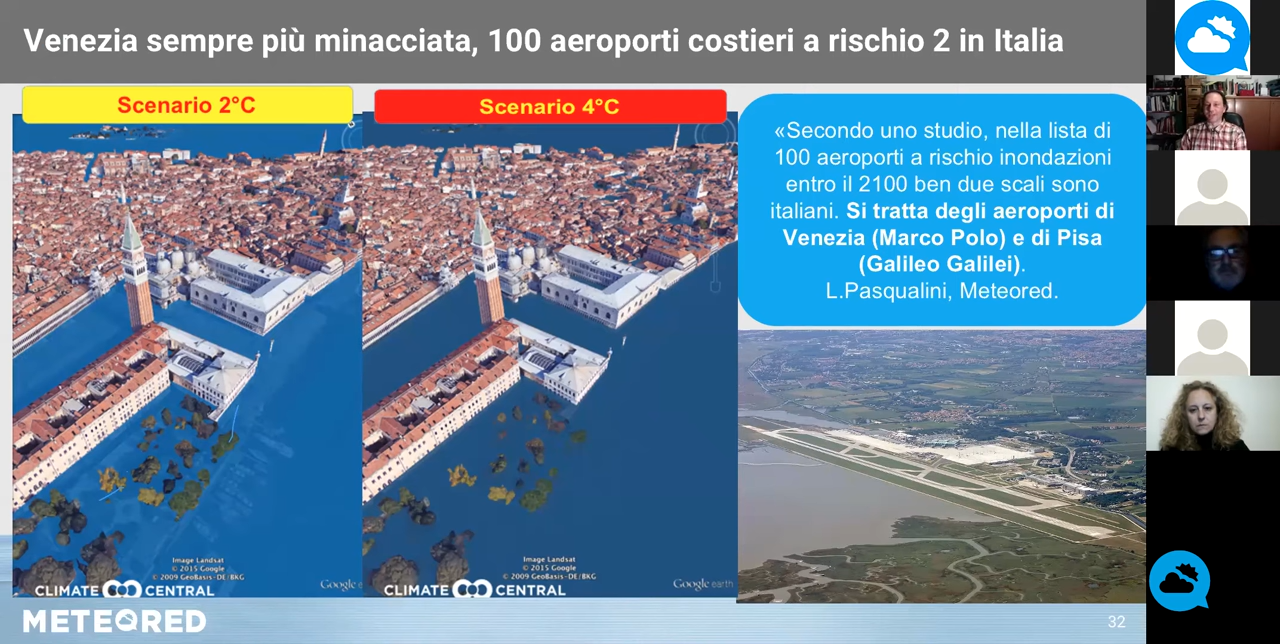 Venezia sempre più minacciata, 100 aeroporti costieri a rischio 2 in Italia
Scenario 2°C
Scenario 4°C
«Secondo uno studio, nella lista di
100 aeroporti a rischio inondazioni
entro il 2100 ben due scali sono
italiani. Si tratta degli aeroporti di
Venezia (Marco Polo) e di Pisa
(Galileo Galilei).
L.Pasqualini, Meteored.
Image Landsat
© 2015 Google
© 2009 GeoBasis-DE/BKG
CLIMATE CENTRAL
Google e
Image Landsat
© 2015 Google
© 2009 GeoBasis-DE/BKG
CLIMATE CENTRAL
Google earth
METEORED
32